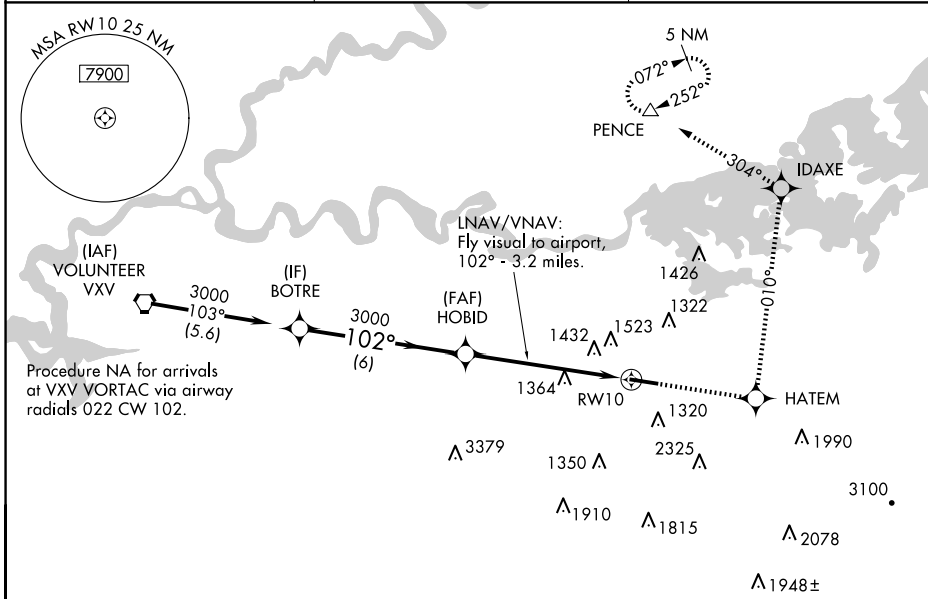 MSA RW10 25 NM
7900
5 NM
072°
252°
PENCE
304°
IDAXE
LNAV/VNAV:
Fly visual to airport,
102° - 3.2 miles.
(IAF)
VOLUNTEER
VXV
(IF)
BOTRE
(FAF)
HOBID
3000
103°
(5.6)
3000
102°
(6)
1426
1322
1523
1432
010°
Procedure NA for arrivals
at VXV VORTAC via airway
radials 022 CW 102.
1364
RW10
HATEM
1320
3379
1350
2325
1990
3100
1910
1815
2078
1948±